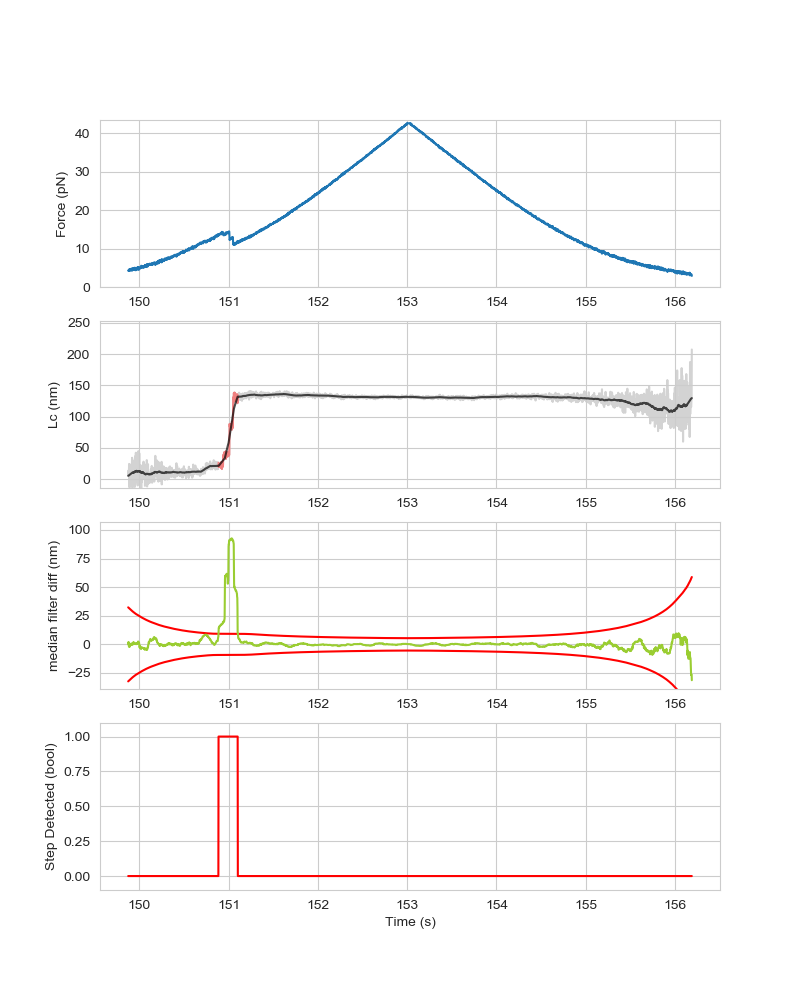 Force (pN)
40
30
20
10
0
150 151 152 153 154 155 156
Lc (nm)
250
200
150
100
50
0
150 151 152 153 154 155 156
median filter diff (nm)
100
75
50
25
0
−25
150 151 152 153 154 155 156
Step Detected (bool)
1.00
0.75
0.50
0.25
0.00
150 151 152 153 154 155 156
Time (s)